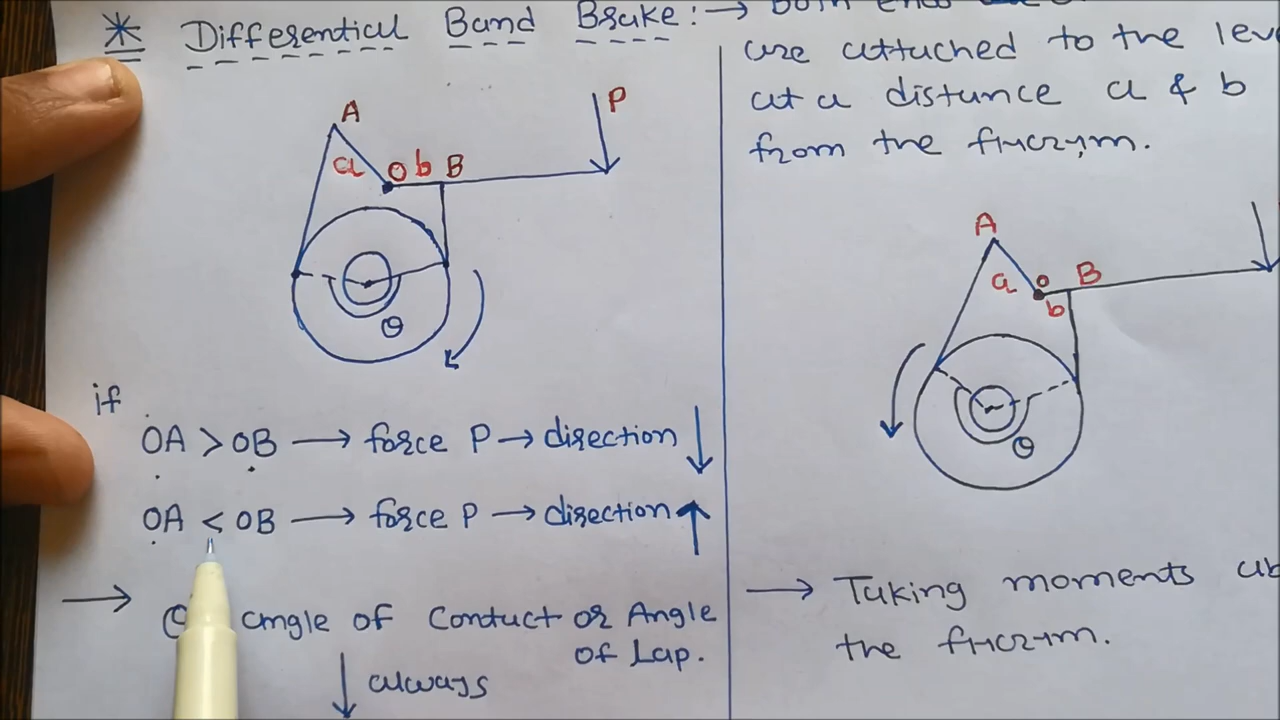 * Differential Band Brake : →
are attached to the
at a distance a & b
from the fulcrum.
A
P
a
O
b
B
θ
A
a
O
B
b
θ
if
OA > OB → force P → direction ↓
OA < OB → force P → direction ↑
→ angle of Contact or Angle
of Lap.
↓ always
→ Taking moments
the fulcrum.